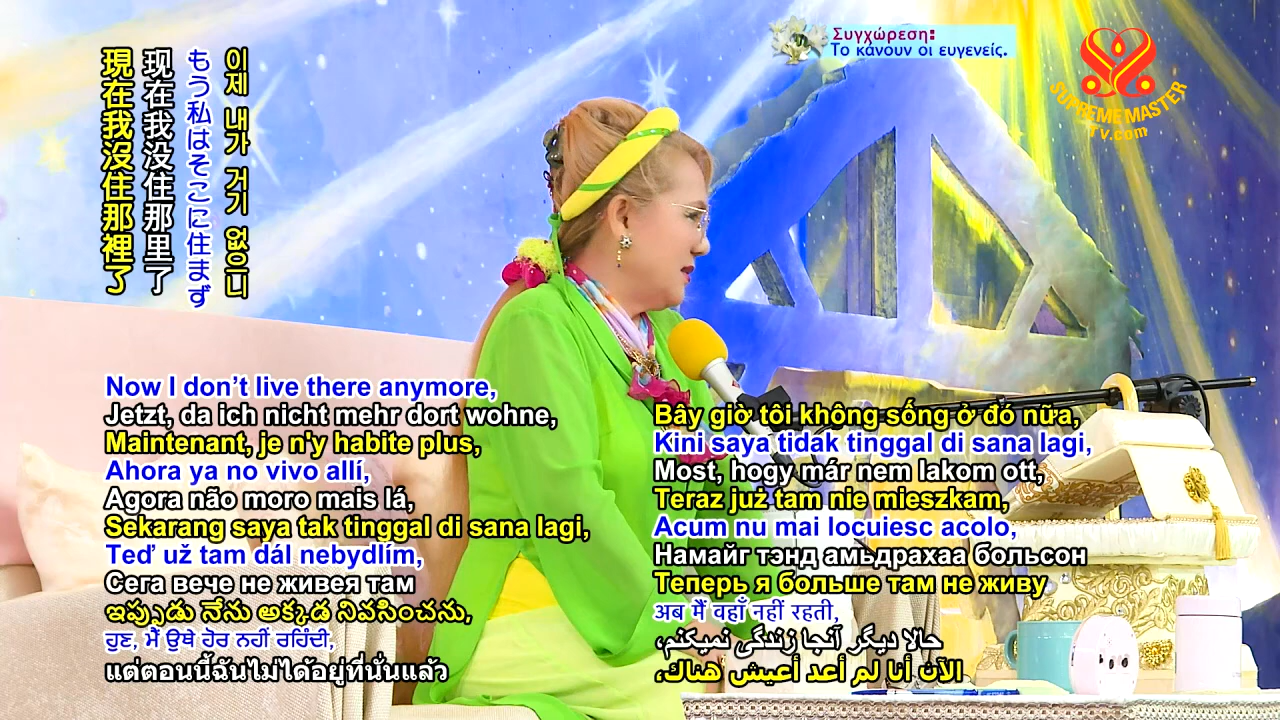 Συγχώρεση:
Το κάνουν οι ευγενείς.
SUPREME MASTER
TV.com
現在我沒住那裡了
现在我没住那里了
もう私はそこに住まず
이제 내가 거기 없으니
Now I don’t live there anymore,
Jetzt, da ich nicht mehr dort wohne,
Maintenant, je n'y habite plus,
Ahora ya no vivo allí,
Agora não moro mais lá,
Sekarang saya tak tinggal di sana lagi,
Teď už tam dál nebydlím,
Сега вече не живея там
ఇప్పుడు నేను అక్కడ నివసించను,
ਹੁਣ, ਮੈਂ ਉਥੇ ਹੋਰ ਨਹੀਂ ਰਹਿੰਦੀ,
แต่ตอนนี้ฉันไม่ได้อยู่ที่นั่นแล้ว
Bây giờ tôi không sống ở đó nữa,
Kini saya tidak tinggal di sana lagi,
Most, hogy már nem lakom ott,
Teraz już tam nie mieszkam,
Acum nu mai locuiesc acolo,
Намайг тэнд амьдрахаа больсон
Теперь я больше там не живу
अब मैं वहाँ नहीं रहती,
حالا دیگر آنجا زندگی نمیکنم،
الآن أنا لم أعد أعيش هناك،